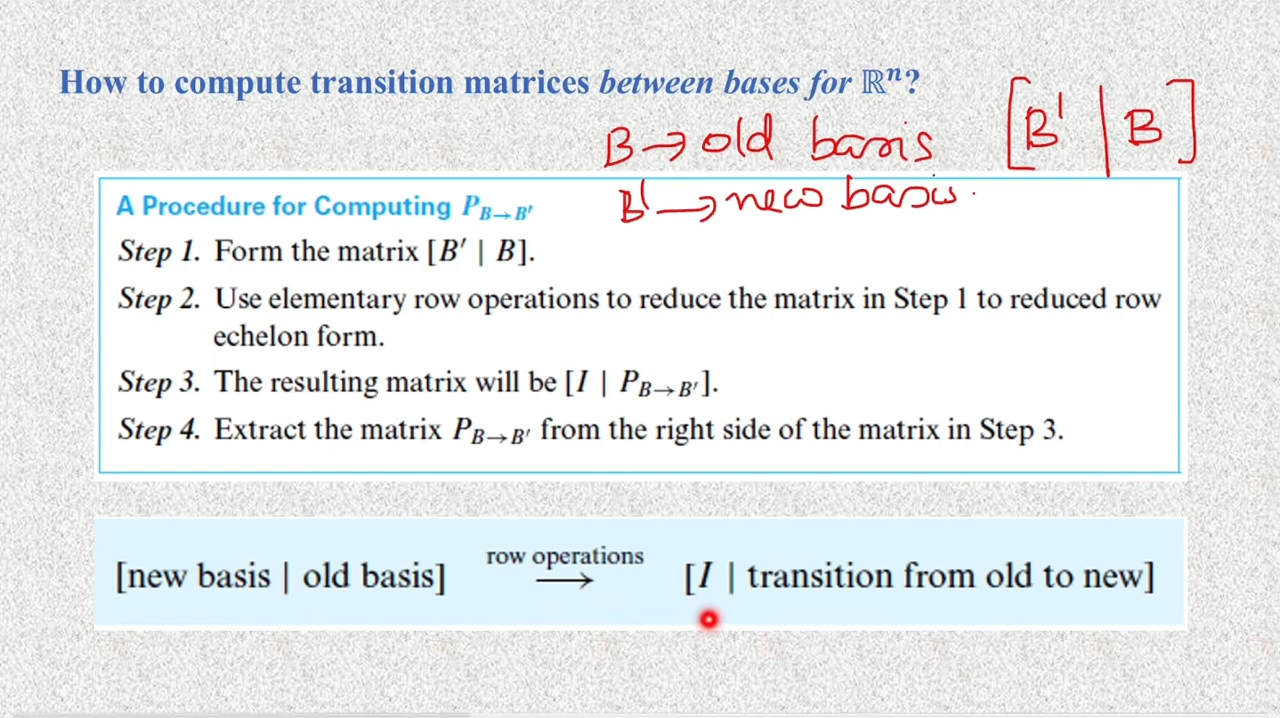 How to compute transition matrices between bases for ℝⁿ?
B → old basis [B' | B]
B' → new basis.
A Procedure for Computing P_{B→B'}
Step 1. Form the matrix [B' | B].
Step 2. Use elementary row operations to reduce the matrix in Step 1 to reduced row
echelon form.
Step 3. The resulting matrix will be [I | P_{B→B'}].
Step 4. Extract the matrix P_{B→B'} from the right side of the matrix in Step 3.
row operations
[new basis | old basis] → [I | transition from old to new]